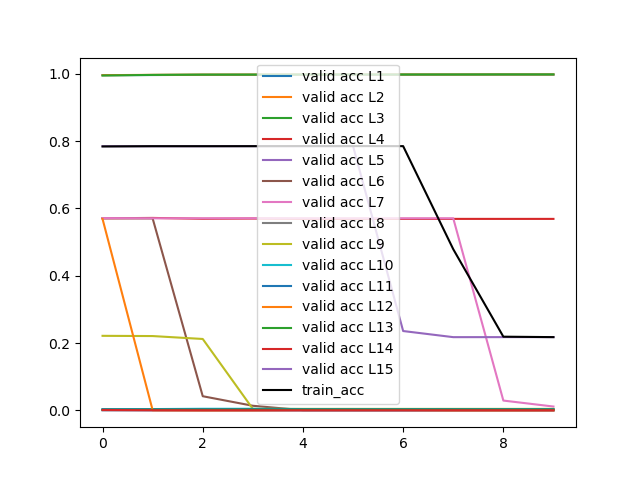 1.0
0.8
0.6
0.4
0.2
0.0
0
2
4
6
8
valid acc L1
valid acc L2
valid acc L3
valid acc L4
valid acc L5
valid acc L6
valid acc L7
valid acc L8
valid acc L9
valid acc L10
valid acc L11
valid acc L12
valid acc L13
valid acc L14
valid acc L15
train_acc